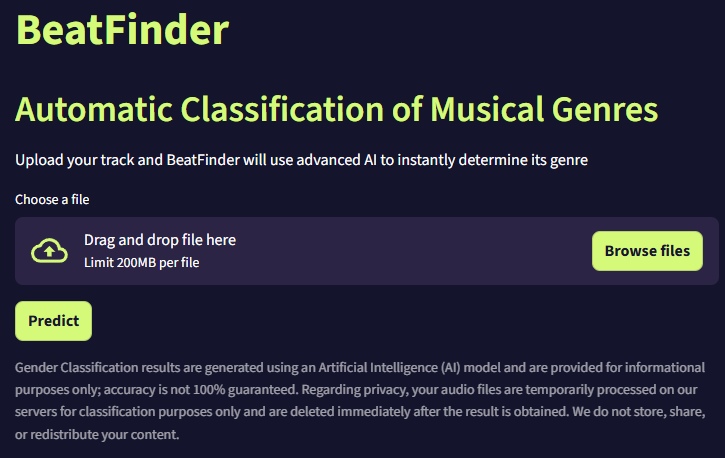 BeatFinder
Automatic Classification of Musical Genres
Upload your track and BeatFinder will use advanced AI to instantly determine its genre
Choose a file
Drag and drop file here
Limit 200MB per file
Browse files
Predict
Gender Classification results are generated using an Artificial Intelligence (AI) model and are provided for informational
purposes only; accuracy is not 100% guaranteed. Regarding privacy, your audio files are temporarily processed on our
servers for classification purposes only and are deleted immediately after the result is obtained. We do not store, share,
or redistribute your content.